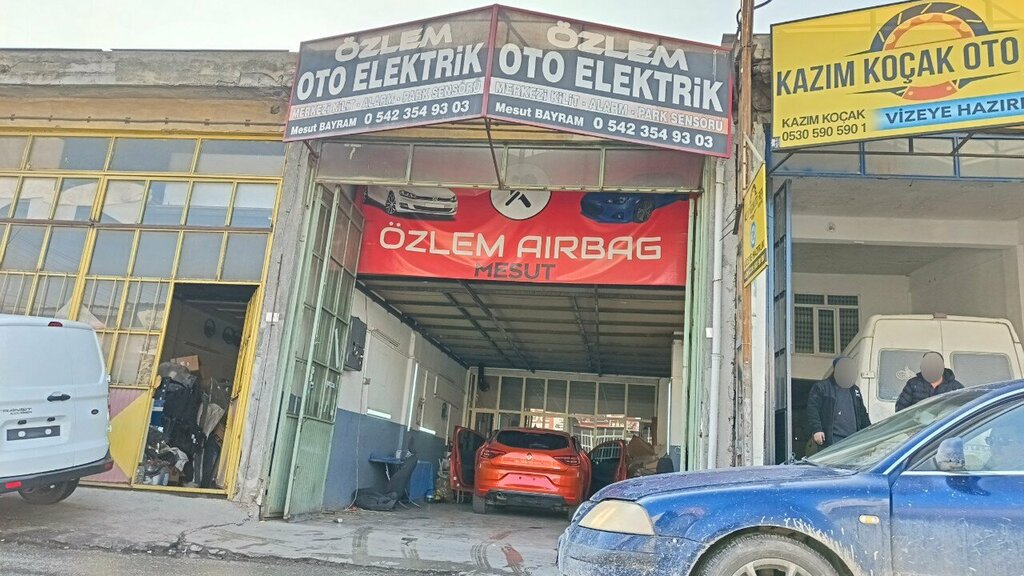 ÖZLEM
OTO ELEKTRİK
MERKEZİ KİLİT - ALARM - PARK SENSÖRÜ
Mesut BAYRAM 0 542 354 93 03
ÖZLEM
OTO ELEKTRİK
MERKEZİ KİLİT - ALARM - PARK SENSÖRÜ
Mesut BAYRAM 0 542 354 93 03
KAZIM KOÇAK OTO
KAZIM KOÇAK
0530 590 590 1
VİZEYE HAZIR
ÖZLEM AIRBAG
MESUT